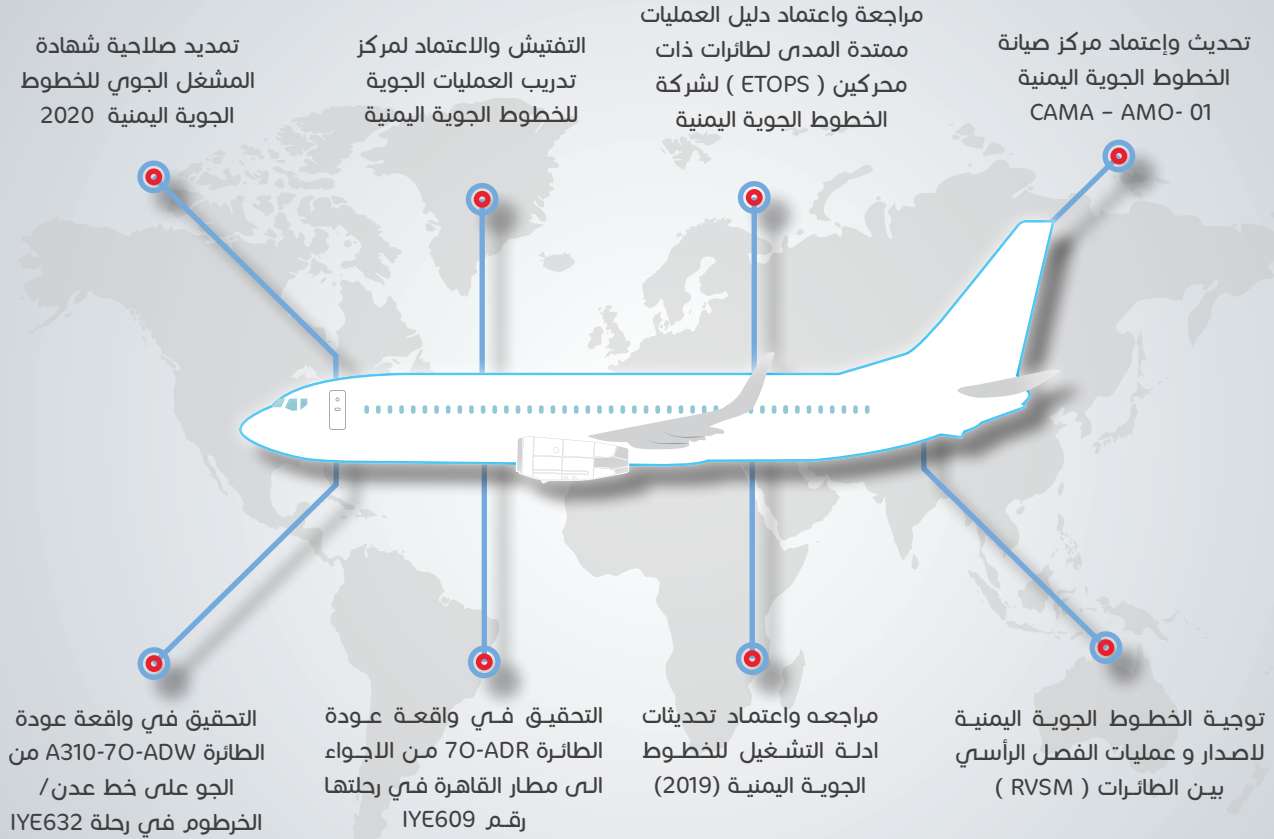 تحديث وإعتماد مركز صيانة
الخطوط الجوية اليمنية
CAMA – AMO- 01
مراجعة واعتماد دليل العمليات
ممتدة المدى لطائرات ذات
محركين ( ETOPS ) لشركة
الخطوط الجوية اليمنية
التفتيش والاعتماد لمركز
تدريب العمليات الجوية
للخطوط الجوية اليمنية
تمديد صلاحية شهادة
المشغل الجوي للخطوط
الجوية اليمنية 2020
توجية الخطوط الجوية اليمنية
لاصدار و عمليات الفصل الرأسي
بين الطائرات ( RVSM )
مراجعه واعتماد تحديثات
ادلة التشغيل للخطوط
الجوية اليمنية (2019)
التحقيق في واقعة عودة
الطائرة 7O-ADR من الاجواء
الى مطار القاهرة في رحلتها
رقم IYE609
التحقيق في واقعة عودة
الطائرة A310-7O-ADW من
الجو على خط عدن/
الخرطوم في رحلة IYE632